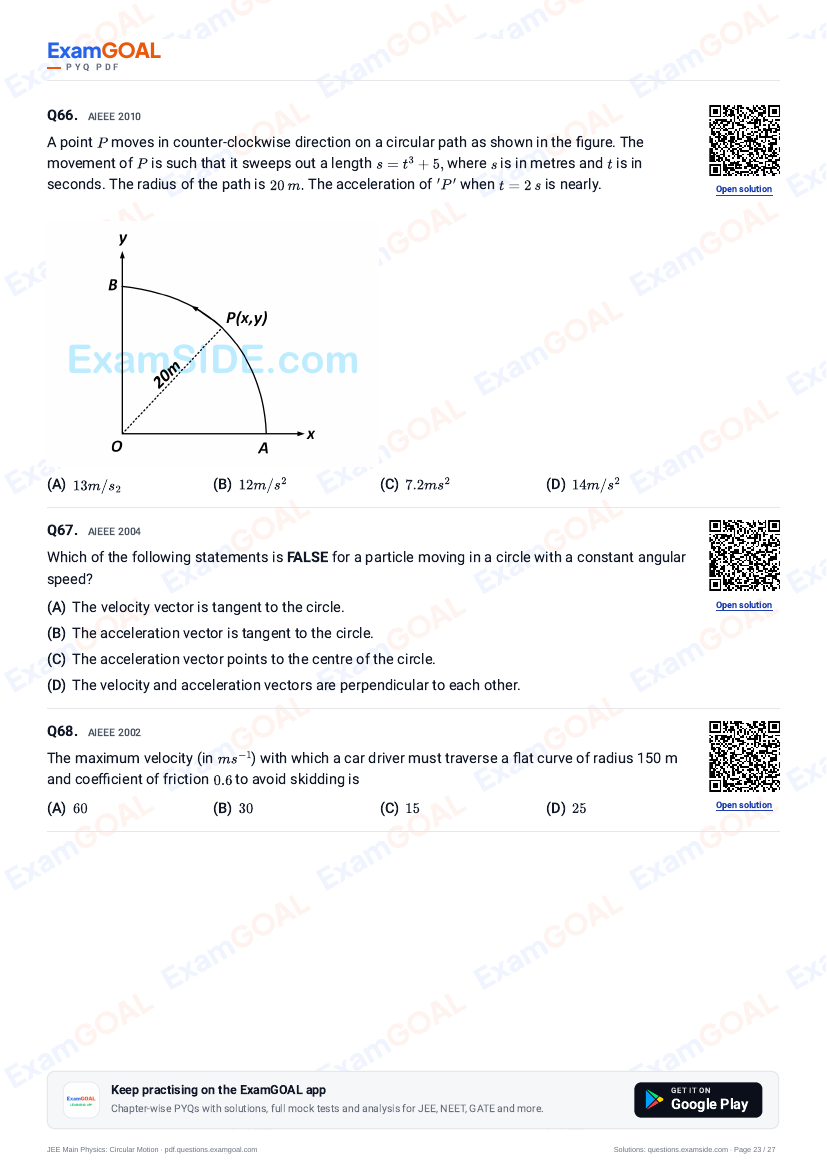 ExamGOAL
PYQ PDF
Q66. AIEEE 2010
A point P moves in counter-clockwise direction on a circular path as shown in the figure. The
movement of P is such that it sweeps out a length s = t³ + 5, where s is in metres and t is in
seconds. The radius of the path is 20 m. The acceleration of 'P' when t = 2 s is nearly.
Open solution
y
B
P(x,y)
ExamSIDE.com
20m
O
A
x
(A) 13m/s₂ (B) 12m/s² (C) 7.2ms² (D) 14m/s²
Q67. AIEEE 2004
Which of the following statements is FALSE for a particle moving in a circle with a constant angular
speed?
Open solution
(A) The velocity vector is tangent to the circle.
(B) The acceleration vector is tangent to the circle.
(C) The acceleration vector points to the centre of the circle.
(D) The velocity and acceleration vectors are perpendicular to each other.
Q68. AIEEE 2002
The maximum velocity (in ms⁻¹) with which a car driver must traverse a flat curve of radius 150 m
and coefficient of friction 0.6 to avoid skidding is
Open solution
(A) 60 (B) 30 (C) 15 (D) 25
ExamGOAL
Keep practising on the ExamGOAL app
Chapter-wise PYQs with solutions, full mock tests and analysis for JEE, NEET, GATE and more.
GET IT ON
Google Play
JEE Main Physics: Circular Motion · pdf.questions.examgoal.com
Solutions: questions.examside.com · Page 23 / 27